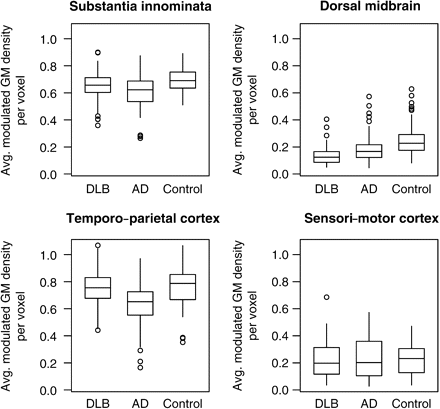 Substantia innominata
Avg. modulated GM density
per voxel
1.0
0.8
0.6
0.4
0.2
0.0
DLB AD Control
Dorsal midbrain
Avg. modulated GM density
per voxel
1.0
0.8
0.6
0.4
0.2
0.0
DLB AD Control
Temporo-parietal cortex
Avg. modulated GM density
per voxel
1.0
0.8
0.6
0.4
0.2
0.0
DLB AD Control
Sensori-motor cortex
Avg. modulated GM density
per voxel
1.0
0.8
0.6
0.4
0.2
0.0
DLB AD Control